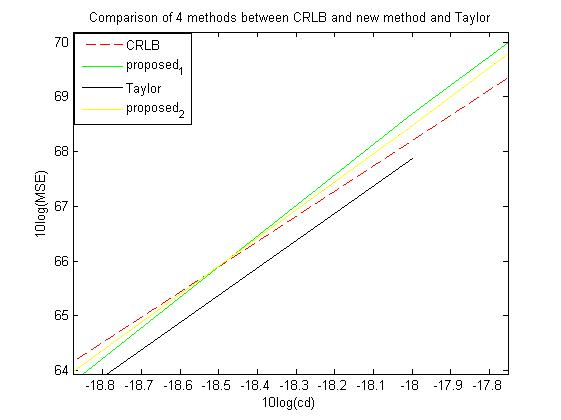 Comparison of 4 methods between CRLB and new method and Taylor
70
69
68
67
66
65
64
10log(MSE)
CRLB
proposed1
Taylor
proposed2
-18.8 -18.7 -18.6 -18.5 -18.4 -18.3 -18.2 -18.1 -18 -17.9 -17.8
10log(cd)